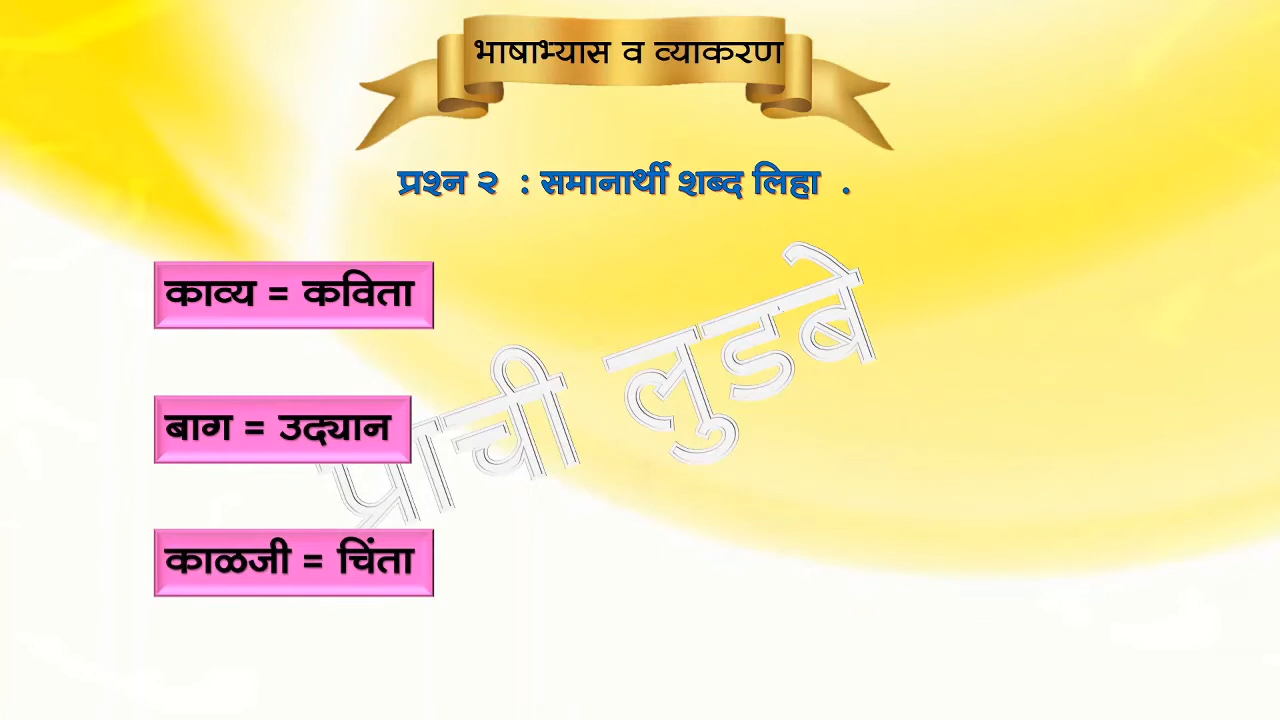 भाषाभ्यास व व्याकरण
प्रश्न २ : समानार्थी शब्द लिहा .
काव्य = कविता
बाग = उद्यान
काळजी = चिंता
प्राची लुडबे